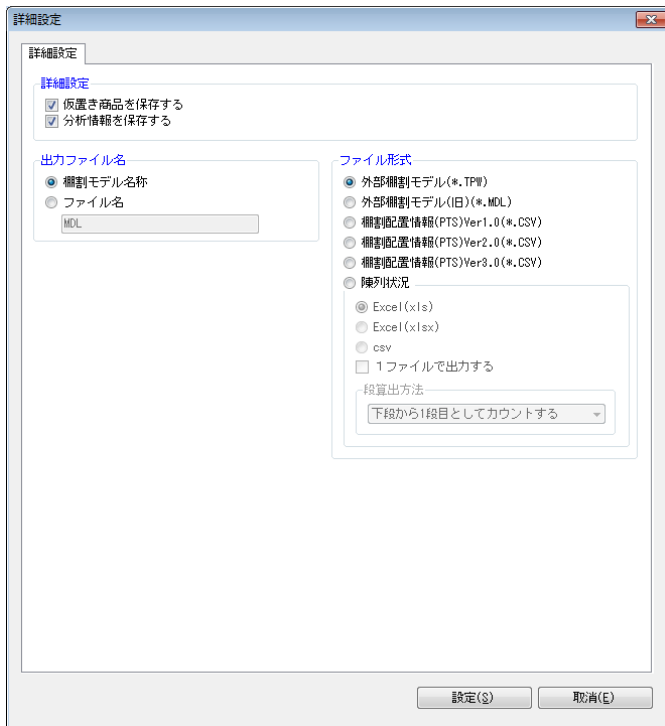 詳細設定
詳細設定
詳細設定
仮置き商品を保存する
分析情報を保存する
出力ファイル名
棚割モデル名称
ファイル名
MDL
ファイル形式
外部棚割モデル(*.TPW)
外部棚割モデル(旧)(*.MDL)
棚割配置情報(PTS)Ver1.0(*.CSV)
棚割配置情報(PTS)Ver2.0(*.CSV)
棚割配置情報(PTS)Ver3.0(*.CSV)
陳列状況
Excel(xls)
Excel(xlsx)
csv
１ファイルで出力する
段算出方法
下段から1段目としてカウントする
設定(S)
取消(E)